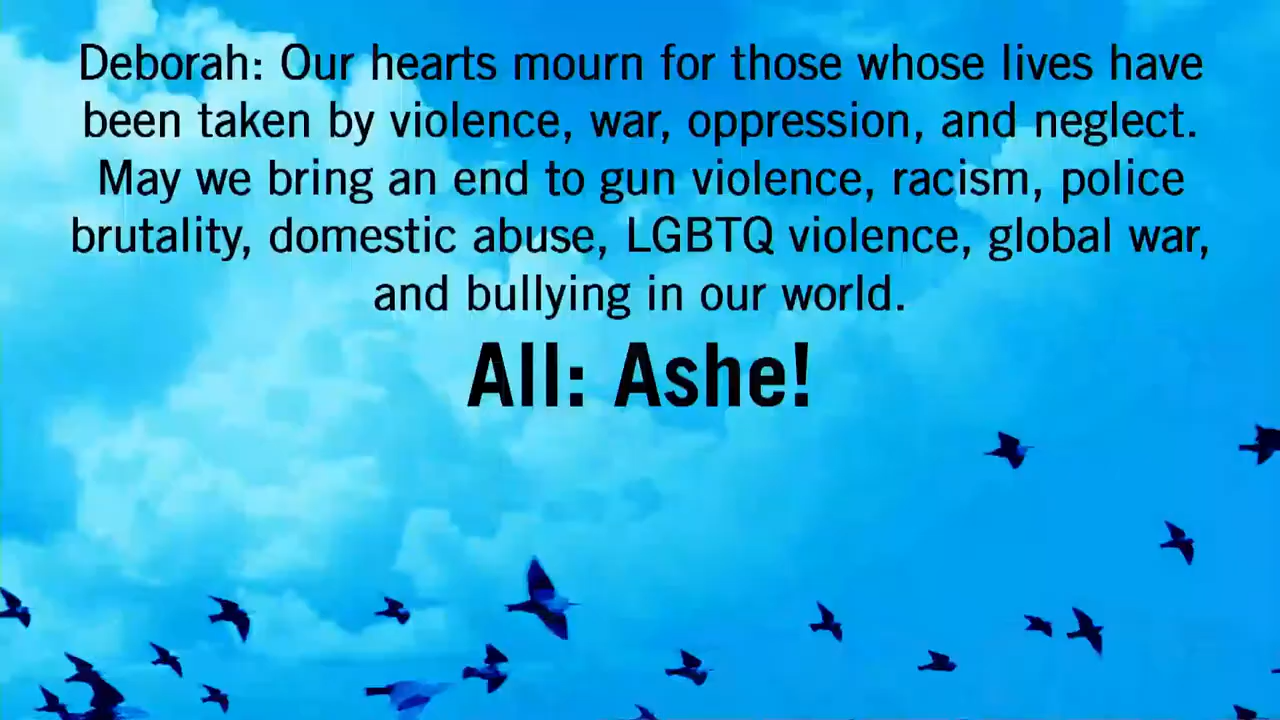 Deborah: Our hearts mourn for those whose lives have
been taken by violence, war, oppression, and neglect.
May we bring an end to gun violence, racism, police
brutality, domestic abuse, LGBTQ violence, global war,
and bullying in our world.
All: Ashe!